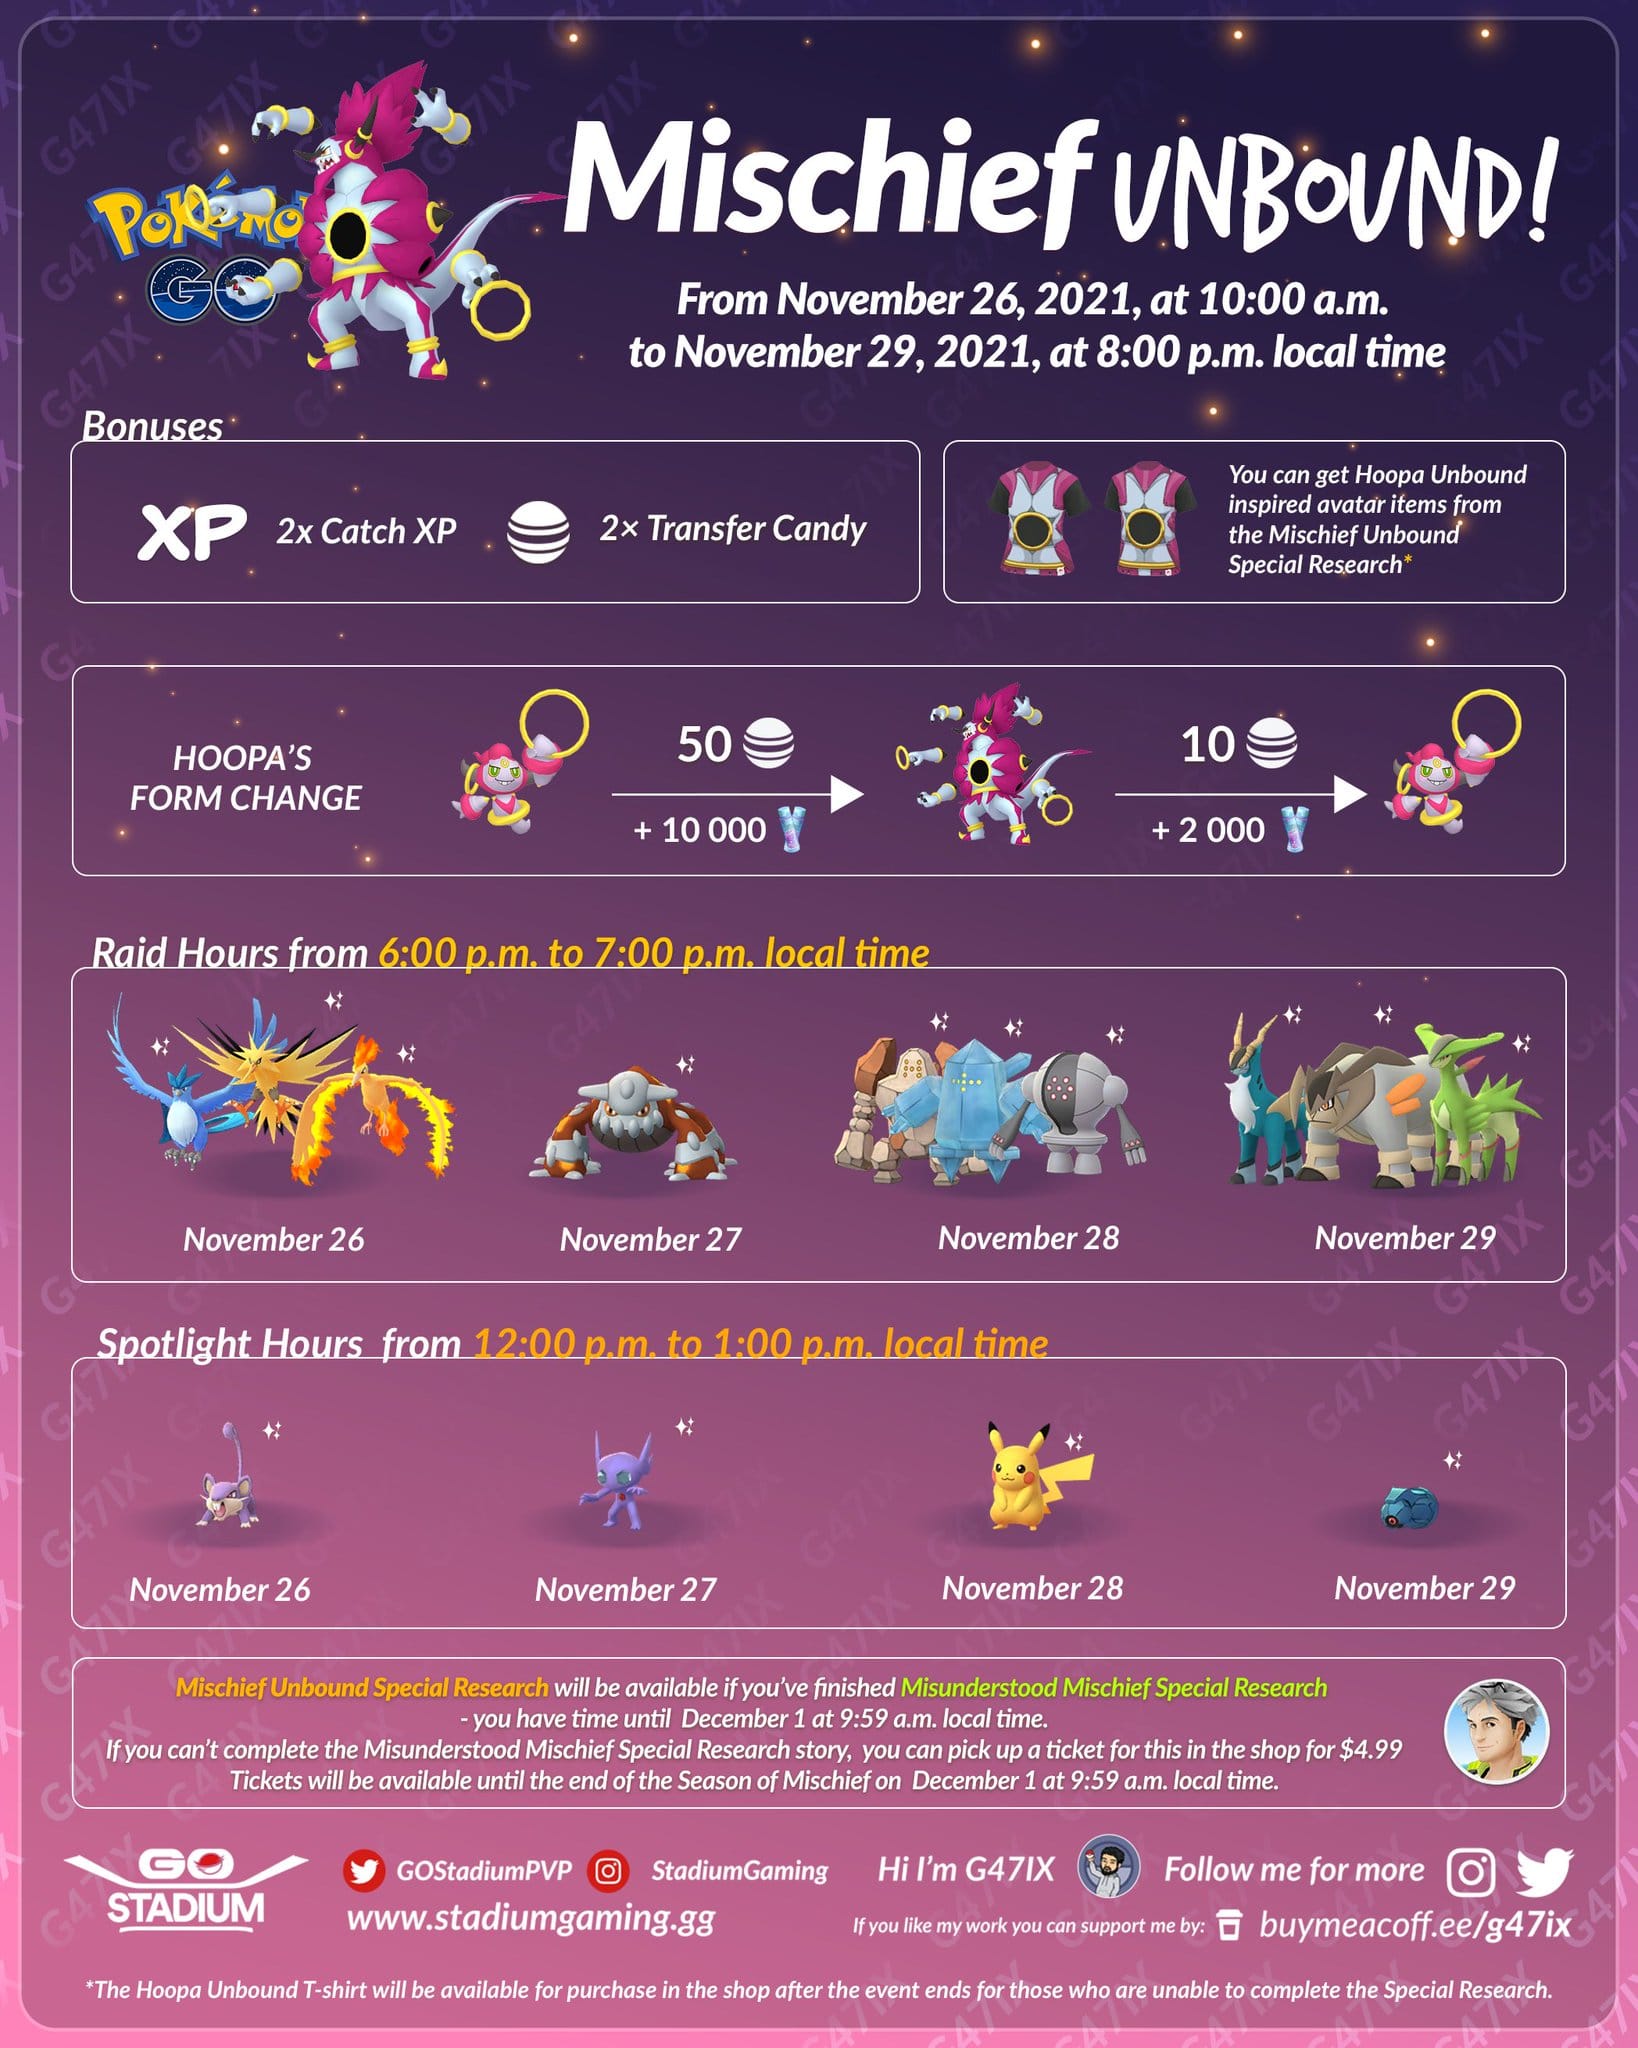 POKÉMO
GO
Mischief UNBOUND!
From November 26, 2021, at 10:00 a.m.
to November 29, 2021, at 8:00 p.m. local time
Bonuses
XP 2x Catch XP
2× Transfer Candy
You can get Hoopa Unbound
inspired avatar items from
the Mischief Unbound
Special Research*
HOOPA'S
FORM CHANGE
50
+ 10 000
10
+ 2 000
Raid Hours from 6:00 p.m. to 7:00 p.m. local time
November 26
November 27
November 28
November 29
Spotlight Hours from 12:00 p.m. to 1:00 p.m. local time
November 26
November 27
November 28
November 29
Mischief Unbound Special Research will be available if you've finished Misunderstood Mischief Special Research
- you have time until December 1 at 9:59 a.m. local time.
If you can't complete the Misunderstood Mischief Special Research story, you can pick up a ticket for this in the shop for $4.99
Tickets will be available until the end of the Season of Mischief on December 1 at 9:59 a.m. local time.
GO
STADIUM
GOStadiumPVP
StadiumGaming
www.stadiumgaming.gg
Hi I'm G47IX
Follow me for more
If you like my work you can support me by: buymeacoff.ee/g47ix
*The Hoopa Unbound T-shirt will be available for purchase in the shop after the event ends for those who are unable to complete the Special Research.
G47IX